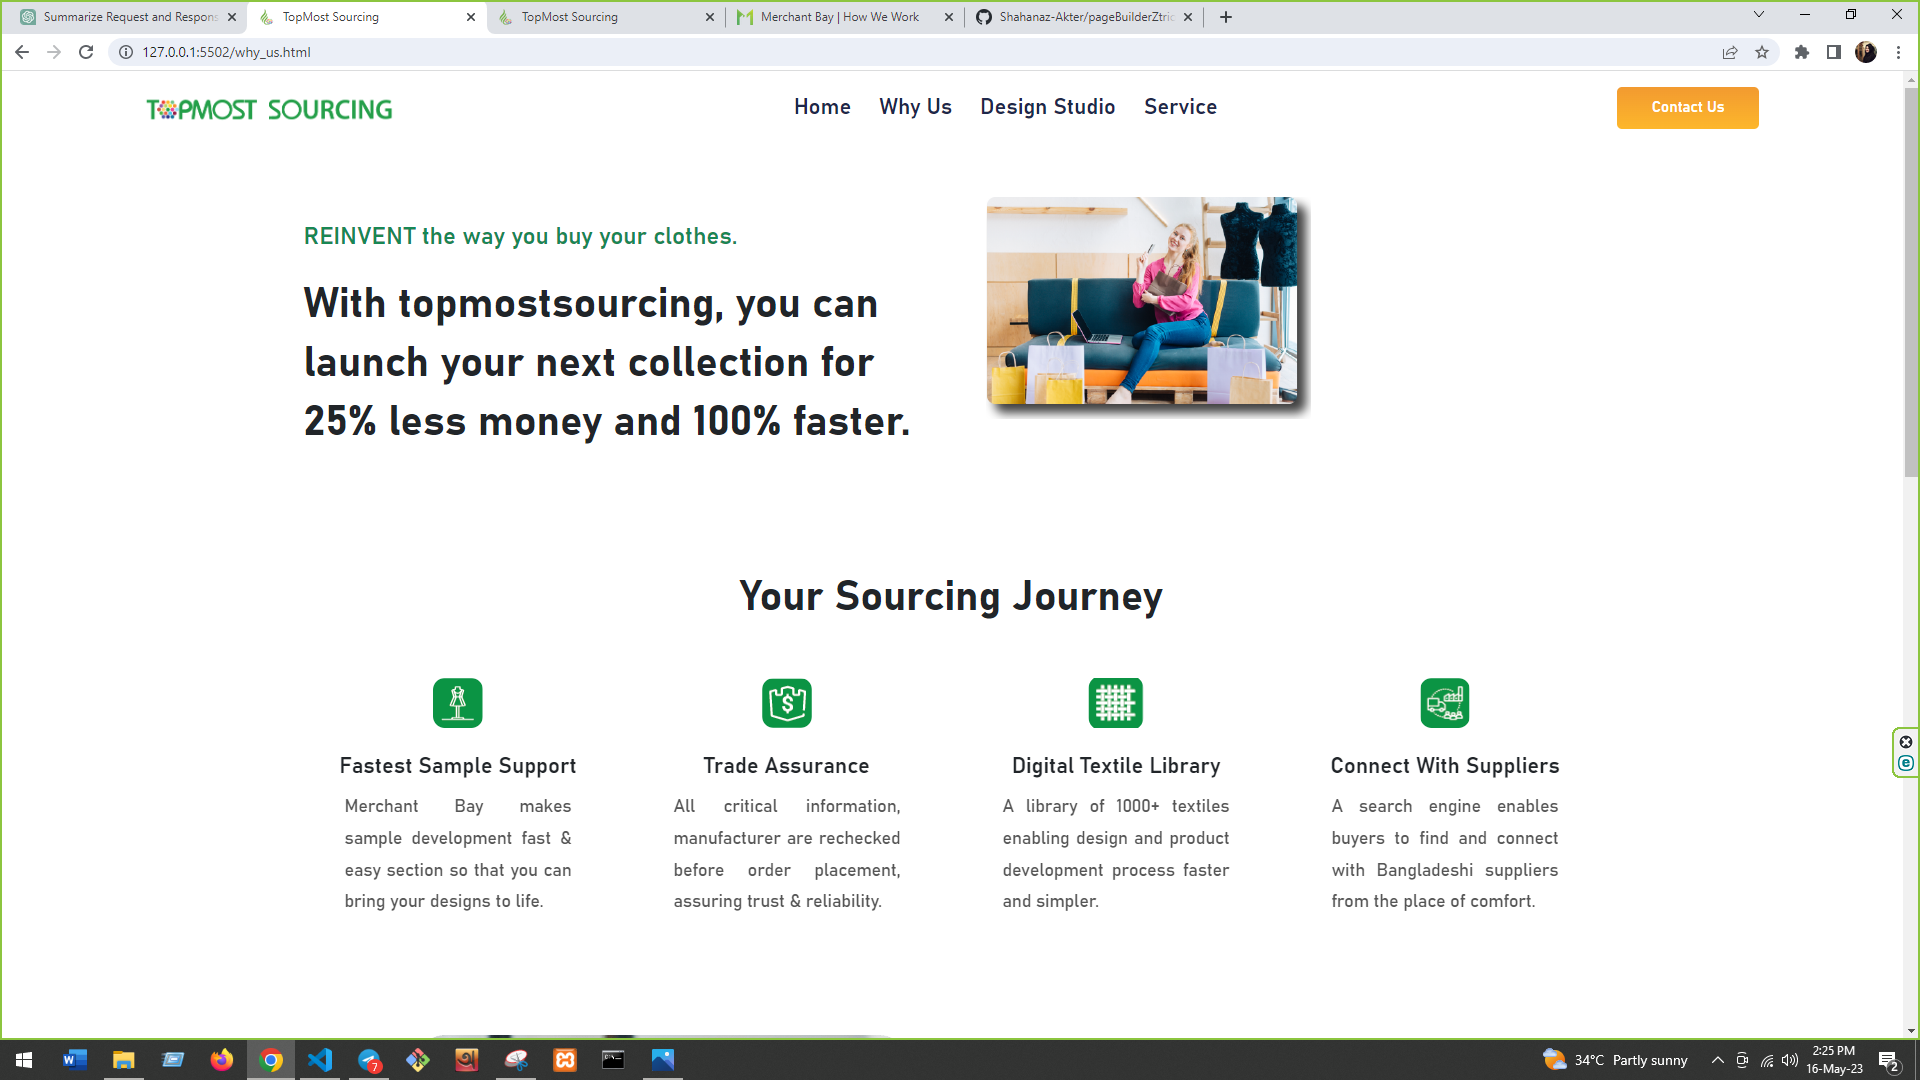 Summarize Request and Respons
TopMost Sourcing
TopMost Sourcing
Merchant Bay | How We Work
Shahanaz-Akter/pageBuilderZtric
127.0.0.1:5502/why_us.html
TOPMOST SOURCING
Home
Why Us
Design Studio
Service
Contact Us
REINVENT the way you buy your clothes.
With topmostsourcing, you can
launch your next collection for
25% less money and 100% faster.
Your Sourcing Journey
Fastest Sample Support
Merchant Bay makes
sample development fast &
easy section so that you can
bring your designs to life.
Trade Assurance
All critical information,
manufacturer are rechecked
before order placement,
assuring trust & reliability.
Digital Textile Library
A library of 1000+ textiles
enabling design and product
development process faster
and simpler.
Connect With Suppliers
A search engine enables
buyers to find and connect
with Bangladeshi suppliers
from the place of comfort.
34°C Partly sunny
2:25 PM
16-May-23
7
2